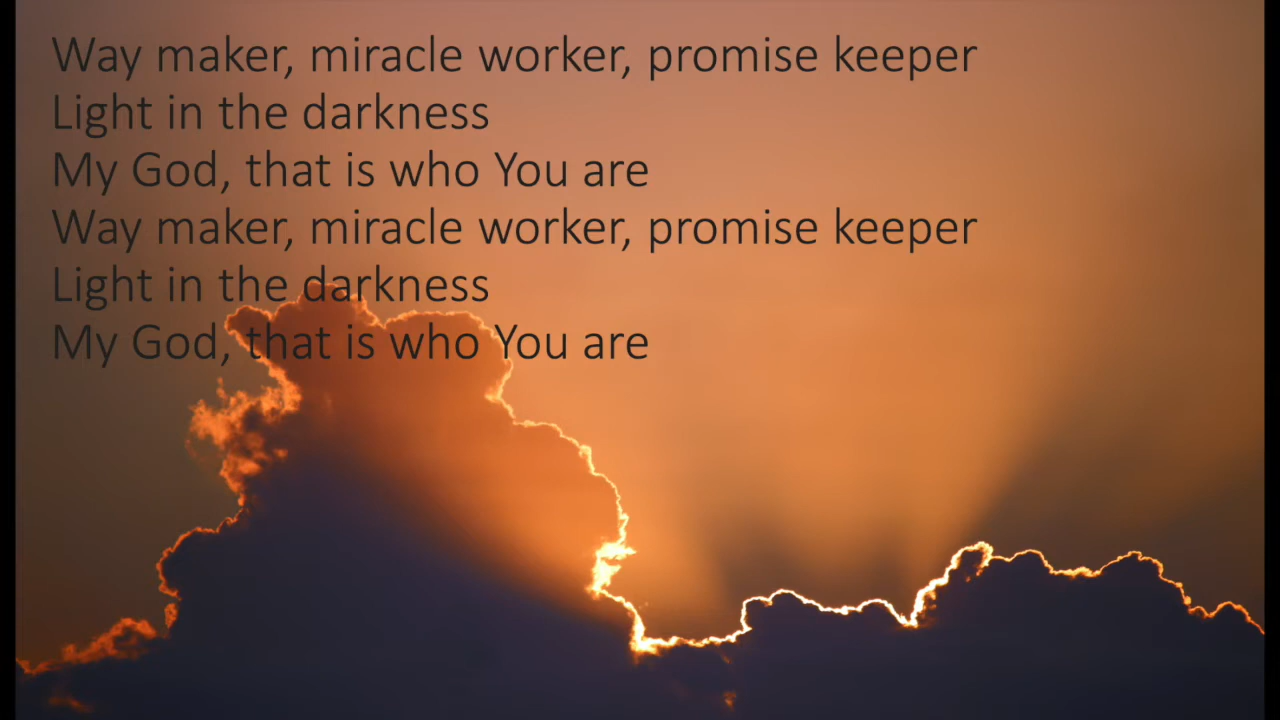 Way maker, miracle worker, promise keeper
Light in the darkness
My God, that is who You are
Way maker, miracle worker, promise keeper
Light in the darkness
My God, that is who You are